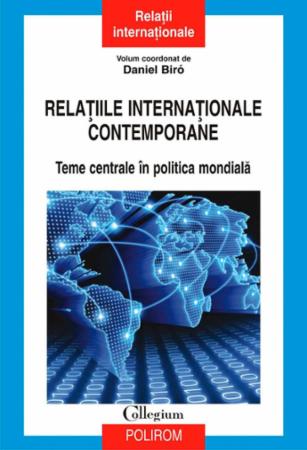 Relații
internaționale
Volum coordonat de
Daniel Biró
RELAȚIILE INTERNAȚIONALE
CONTEMPORANE
Teme centrale în politica mondială
Collegium
POLIROM